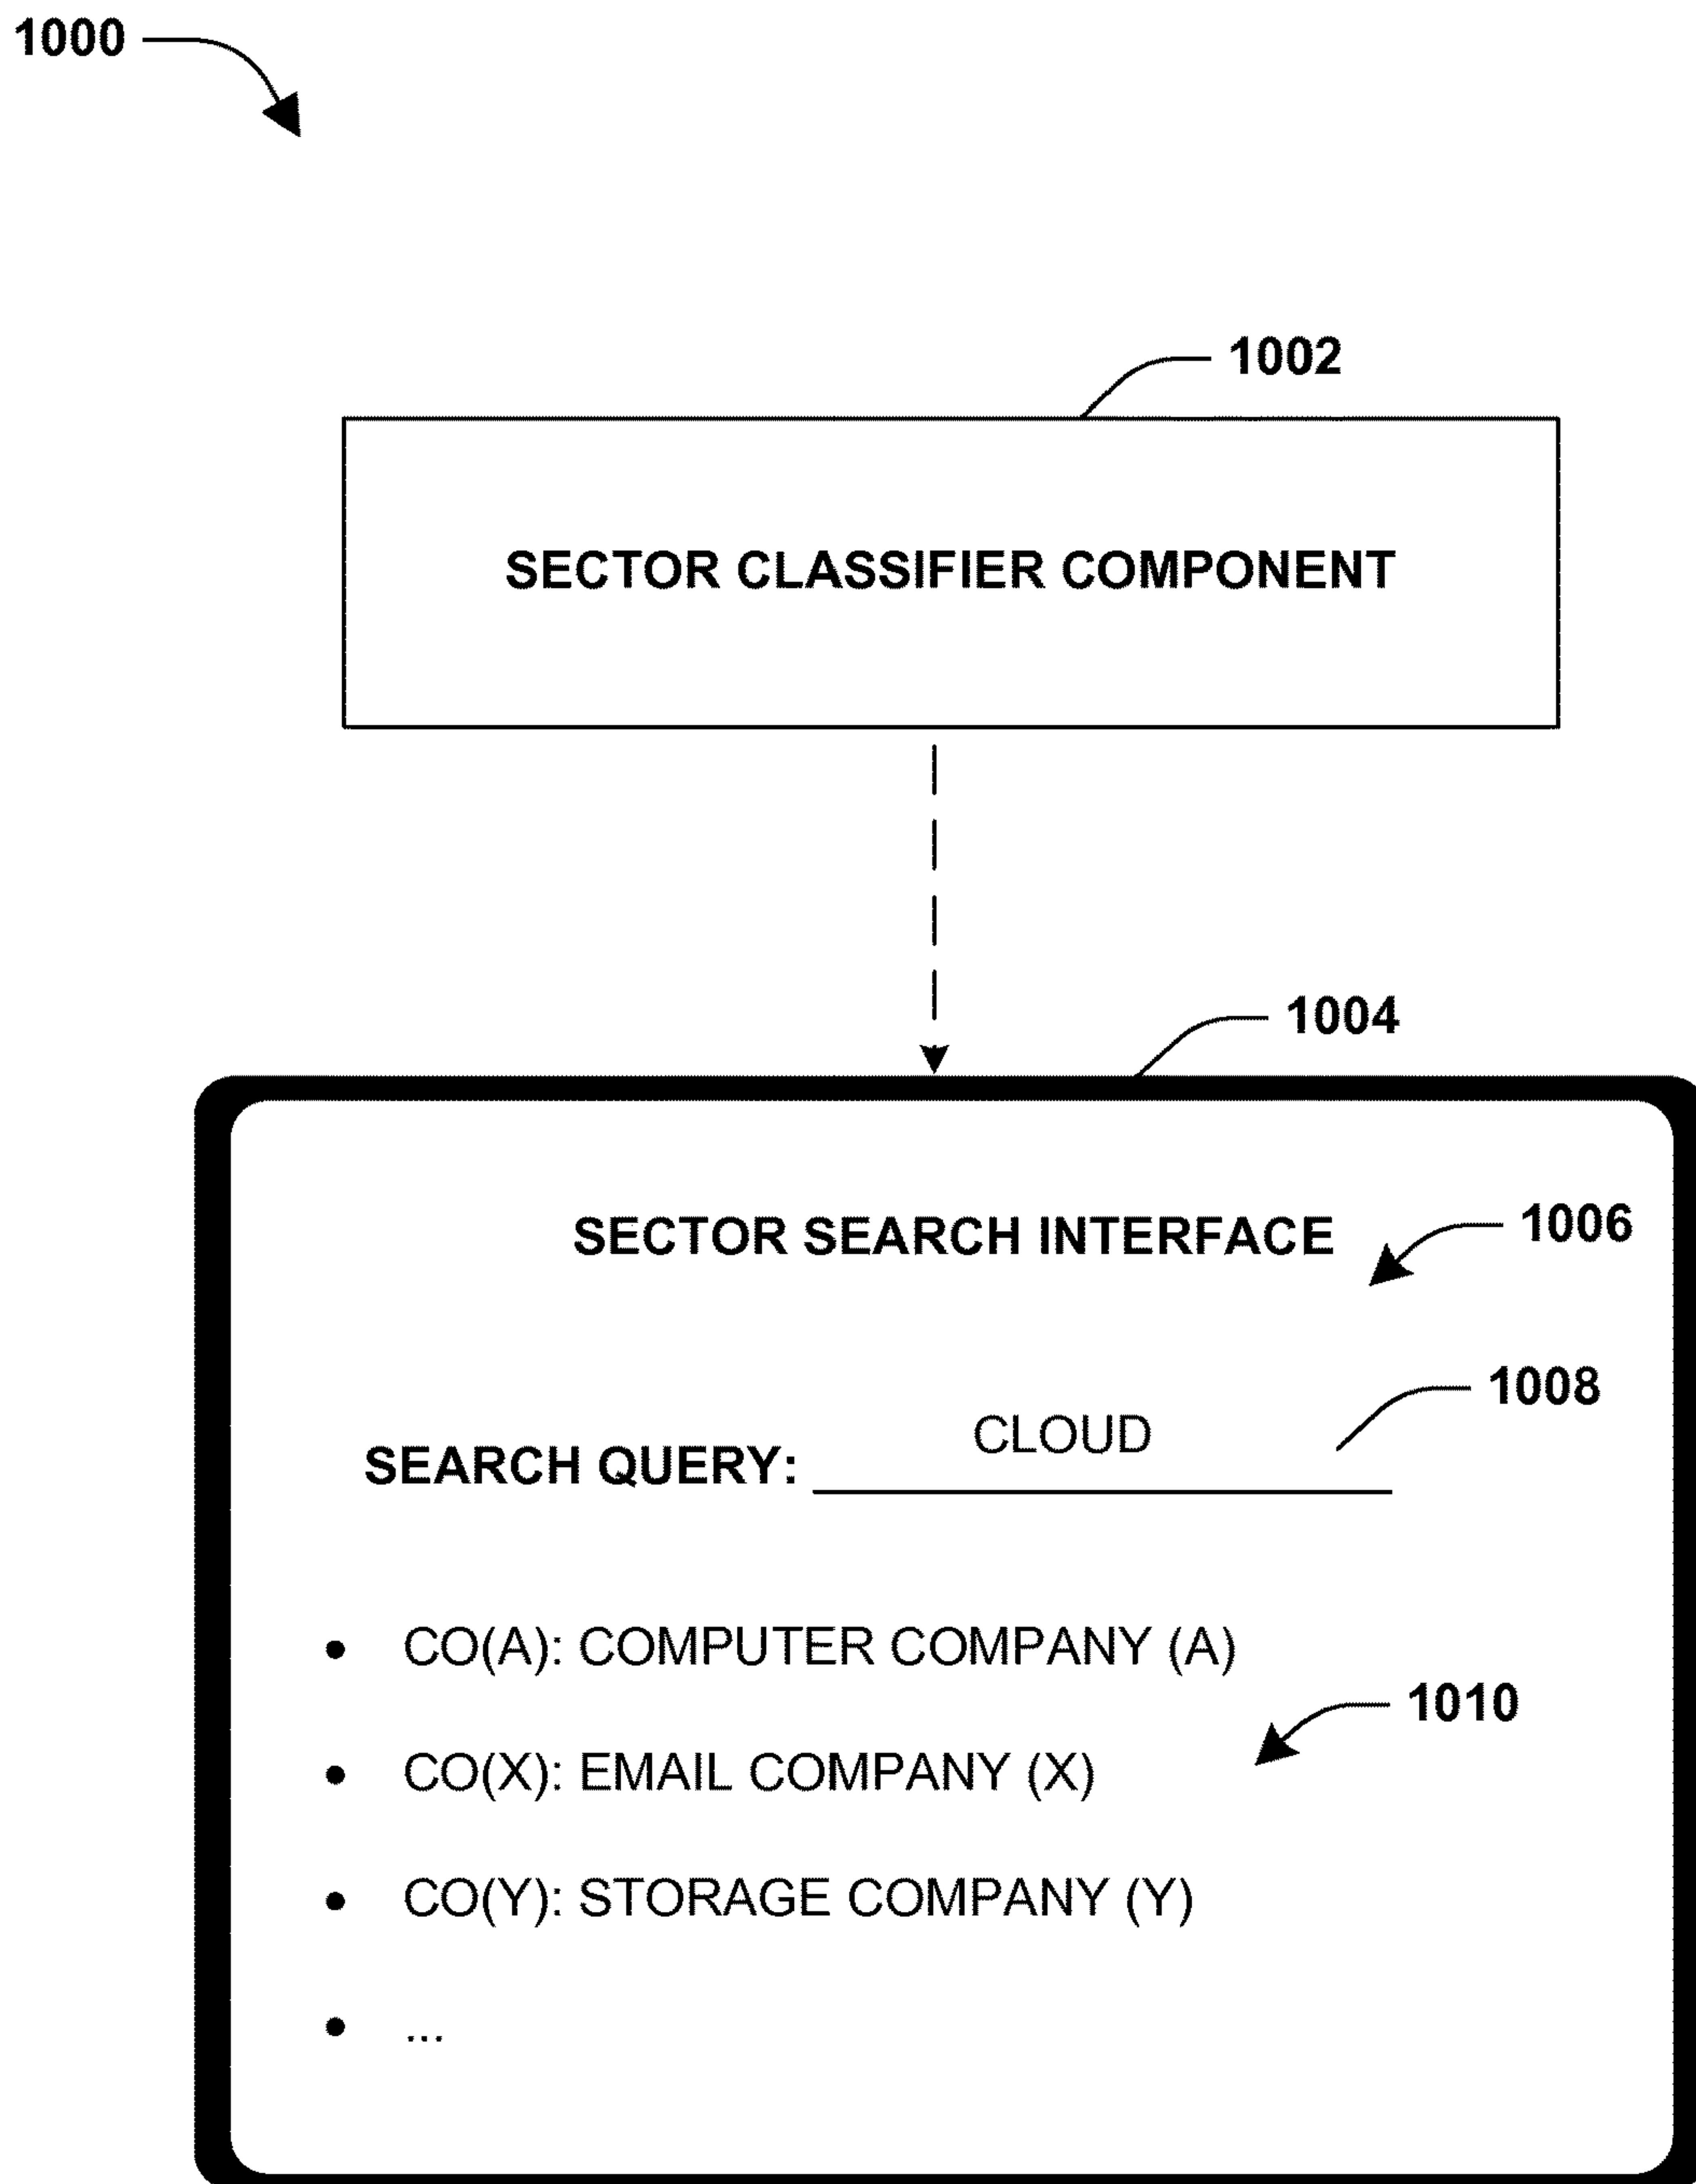 1000
1002
SECTOR CLASSIFIER COMPONENT
1004
SECTOR SEARCH INTERFACE
1006
1008
SEARCH QUERY: CLOUD
• CO(A): COMPUTER COMPANY (A)
1010
• CO(X): EMAIL COMPANY (X)
• CO(Y): STORAGE COMPANY (Y)
• ...